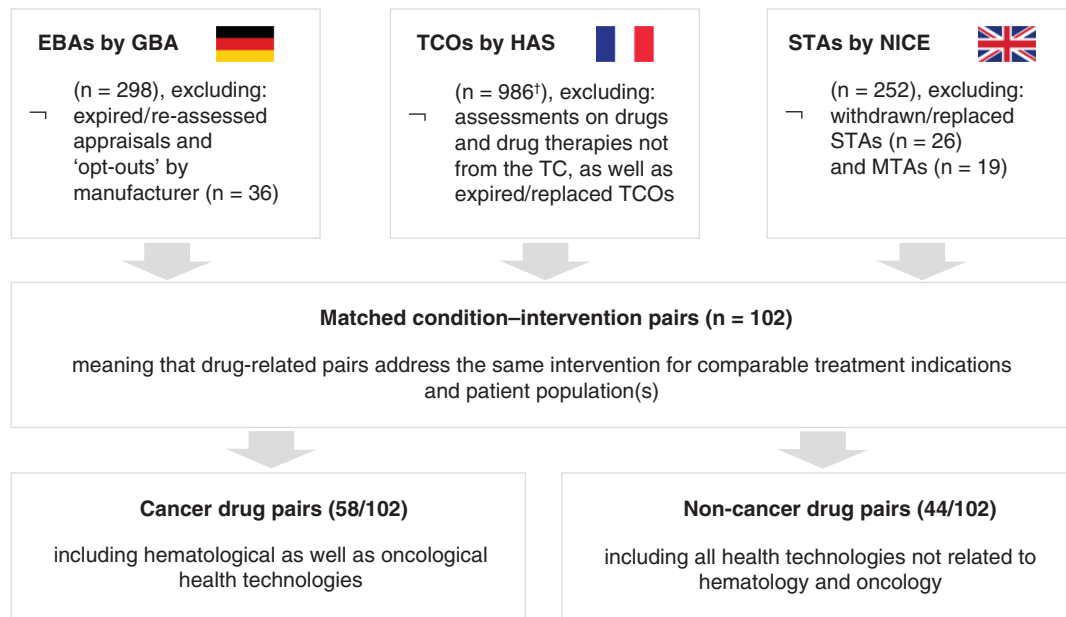 EBAs by GBA
¬ (n = 298), excluding:
expired/re-assessed
appraisals and
‘opt-outs’ by
manufacturer (n = 36)
TCOs by HAS
¬ (n = 986†), excluding:
assessments on drugs
and drug therapies not
from the TC, as well as
expired/replaced TCOs
STAs by NICE
¬ (n = 252), excluding:
withdrawn/replaced
STAs (n = 26)
and MTAs (n = 19)
Matched condition–intervention pairs (n = 102)
meaning that drug-related pairs address the same intervention for comparable treatment indications
and patient population(s)
Cancer drug pairs (58/102)
including hematological as well as oncological
health technologies
Non-cancer drug pairs (44/102)
including all health technologies not related to
hematology and oncology